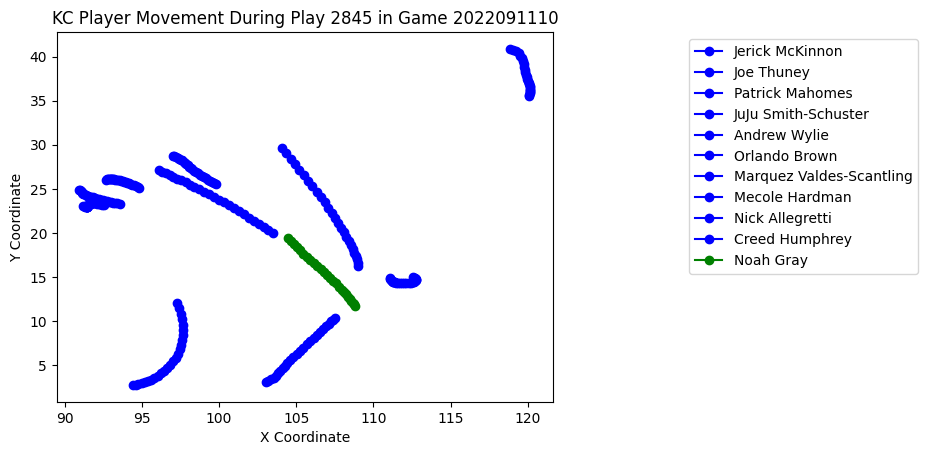 KC Player Movement During Play 2845 in Game 2022091110
40
35
30
25
20
15
10
5
Y Coordinate
90
95
100
105
110
115
120
X Coordinate
Jerick McKinnon
Joe Thuney
Patrick Mahomes
JuJu Smith-Schuster
Andrew Wylie
Orlando Brown
Marquez Valdes-Scantling
Mecole Hardman
Nick Allegretti
Creed Humphrey
Noah Gray